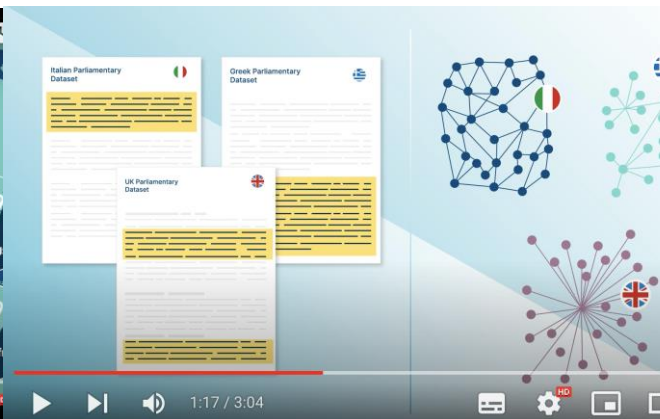 Italian Parliamentary
Dataset
Greek Parliamentary
Dataset
UK Parliamentary
Dataset
1:17 / 3:04
HD